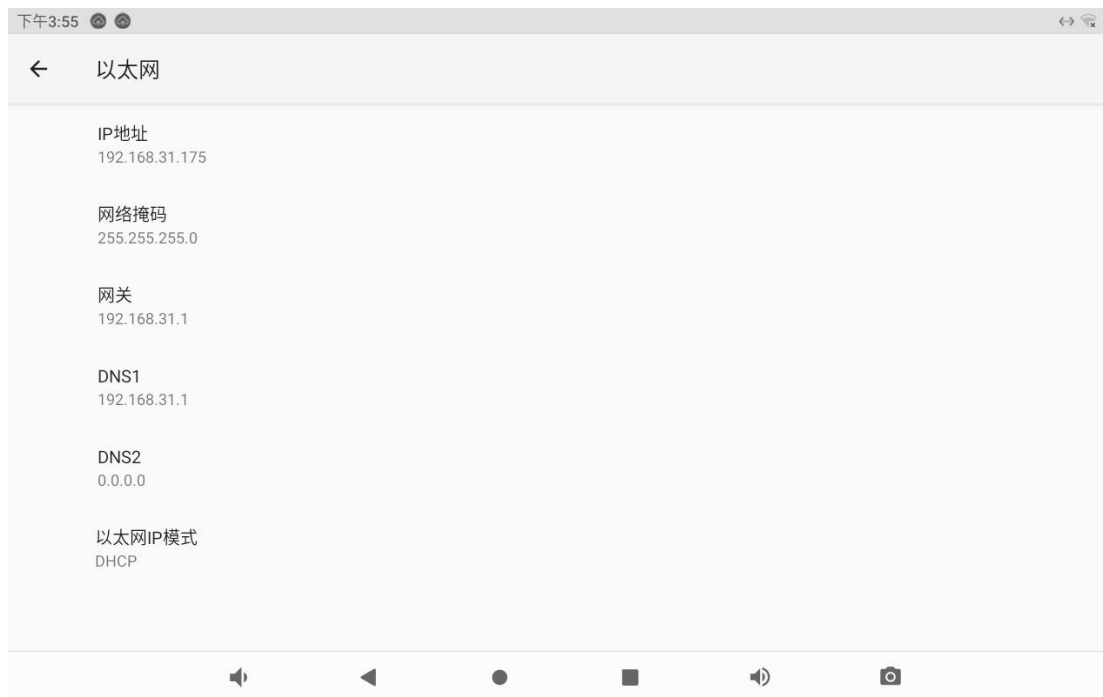 下午3:55
以太网
IP地址
192.168.31.175
网络掩码
255.255.255.0
网关
192.168.31.1
DNS1
192.168.31.1
DNS2
0.0.0.0
以太网IP模式
DHCP